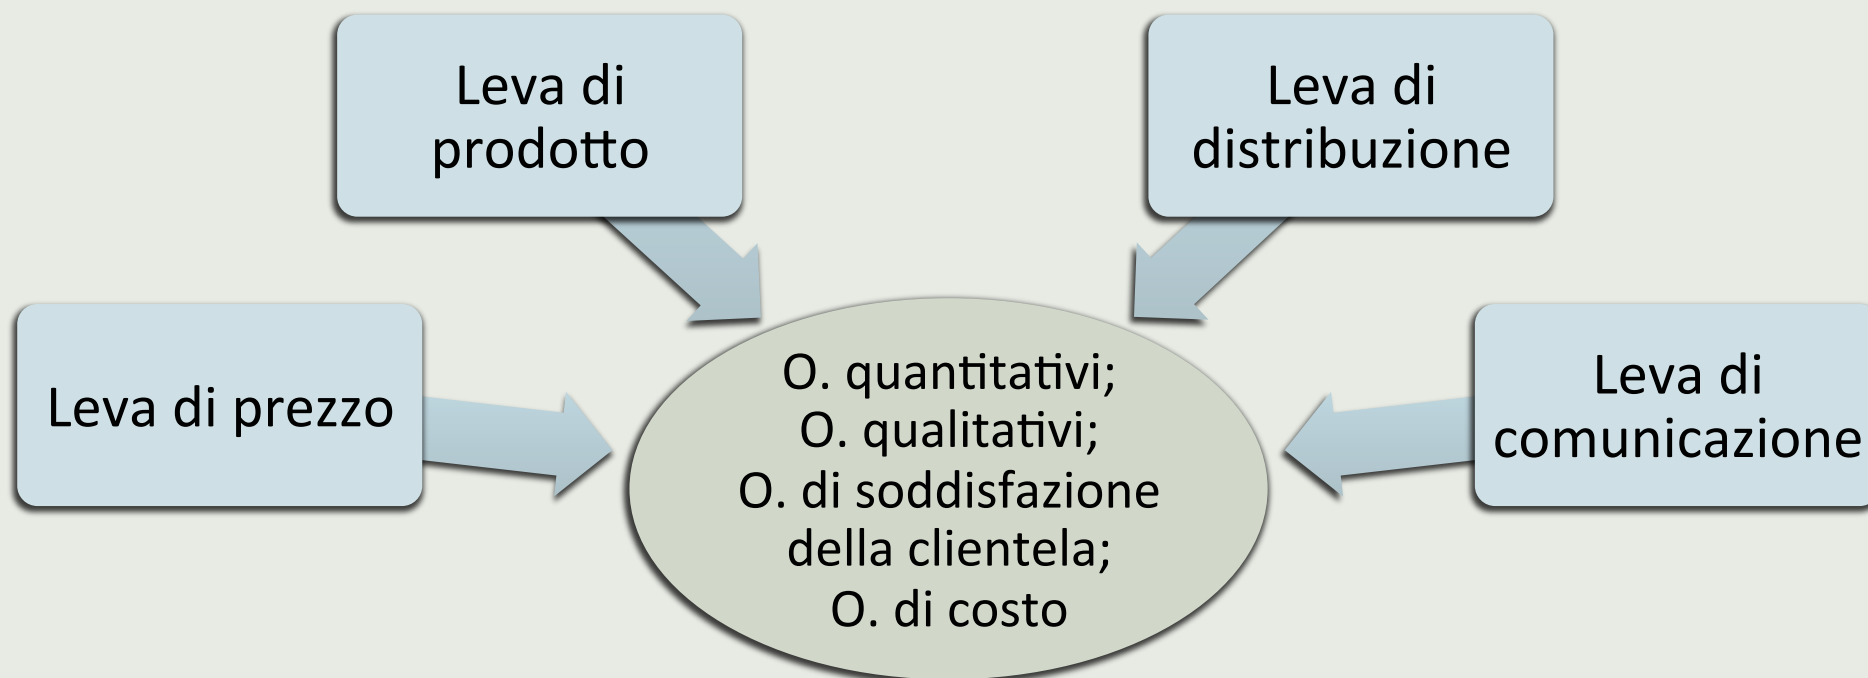 Leva di
prodotto
Leva di
distribuzione
Leva di prezzo
O. quantitativi;
O. qualitativi;
O. di soddisfazione
della clientela;
O. di costo
Leva di
comunicazione